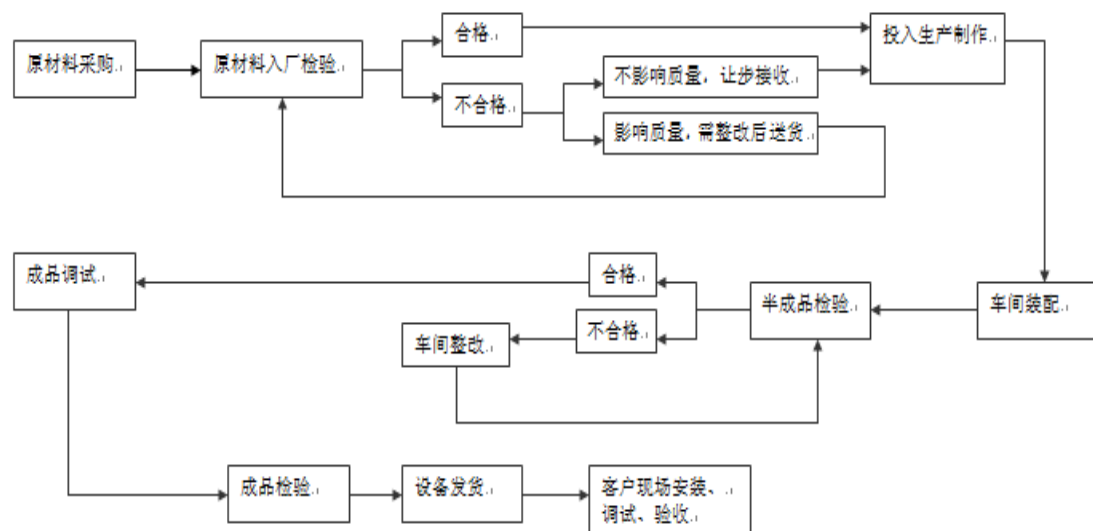 合格
投入生产制作
原材料采购
原材料入厂检验
不影响质量，让步接收
不合格
影响质量，需整改后送货
成品调试
合格
半成品检验
车间装配
不合格
车间整改
成品检验
设备发货
客户现场安装、
调试、验收